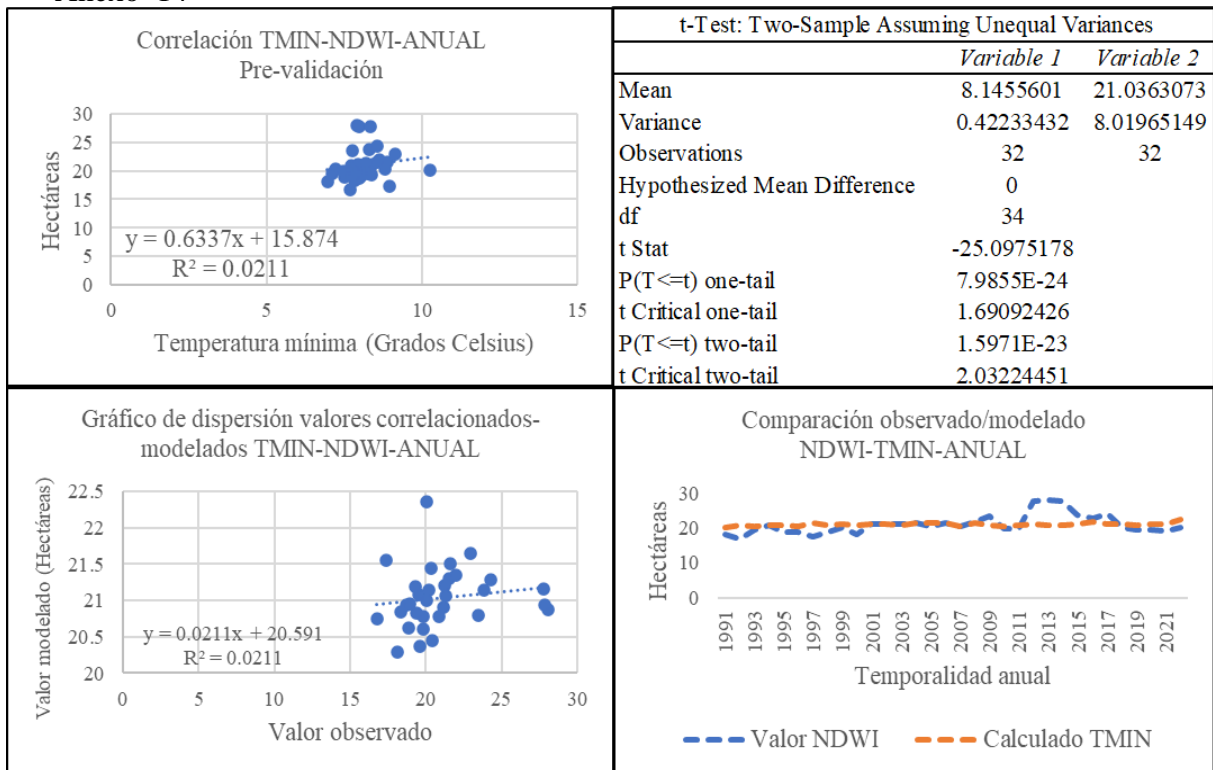 Correlación TMIN-NDWI-ANUAL
Pre-validación
Hectáreas
30
25
20
15
10
5
0
y = 0.6337x + 15.874
R² = 0.0211
0 5 10 15
Temperatura mínima (Grados Celsius)
t-Test: Two-Sample Assuming Unequal Variances
Variable 1 Variable 2
Mean 8.1455601 21.0363073
Variance 0.42233432 8.01965149
Observations 32 32
Hypothesized Mean Difference 0
df 34
t Stat -25.0975178
P(T<=t) one-tail 7.9855E-24
t Critical one-tail 1.69092426
P(T<=t) two-tail 1.5971E-23
t Critical two-tail 2.03224451
Gráfico de dispersión valores correlacionados-
modelados TMIN-NDWI-ANUAL
Valor modelado (Hectáreas)
22.5
22
21.5
21
20.5
20
y = 0.0211x + 20.591
R² = 0.0211
0 5 10 15 20 25 30
Valor observado
Comparación observado/modelado
NDWI-TMIN-ANUAL
Hectáreas
30
20
10
0
1991 1993 1995 1997 1999 2001 2003 2005 2007 2009 2011 2013 2015 2017 2019 2021
Temporalidad anual
Valor NDWI Calculado TMIN